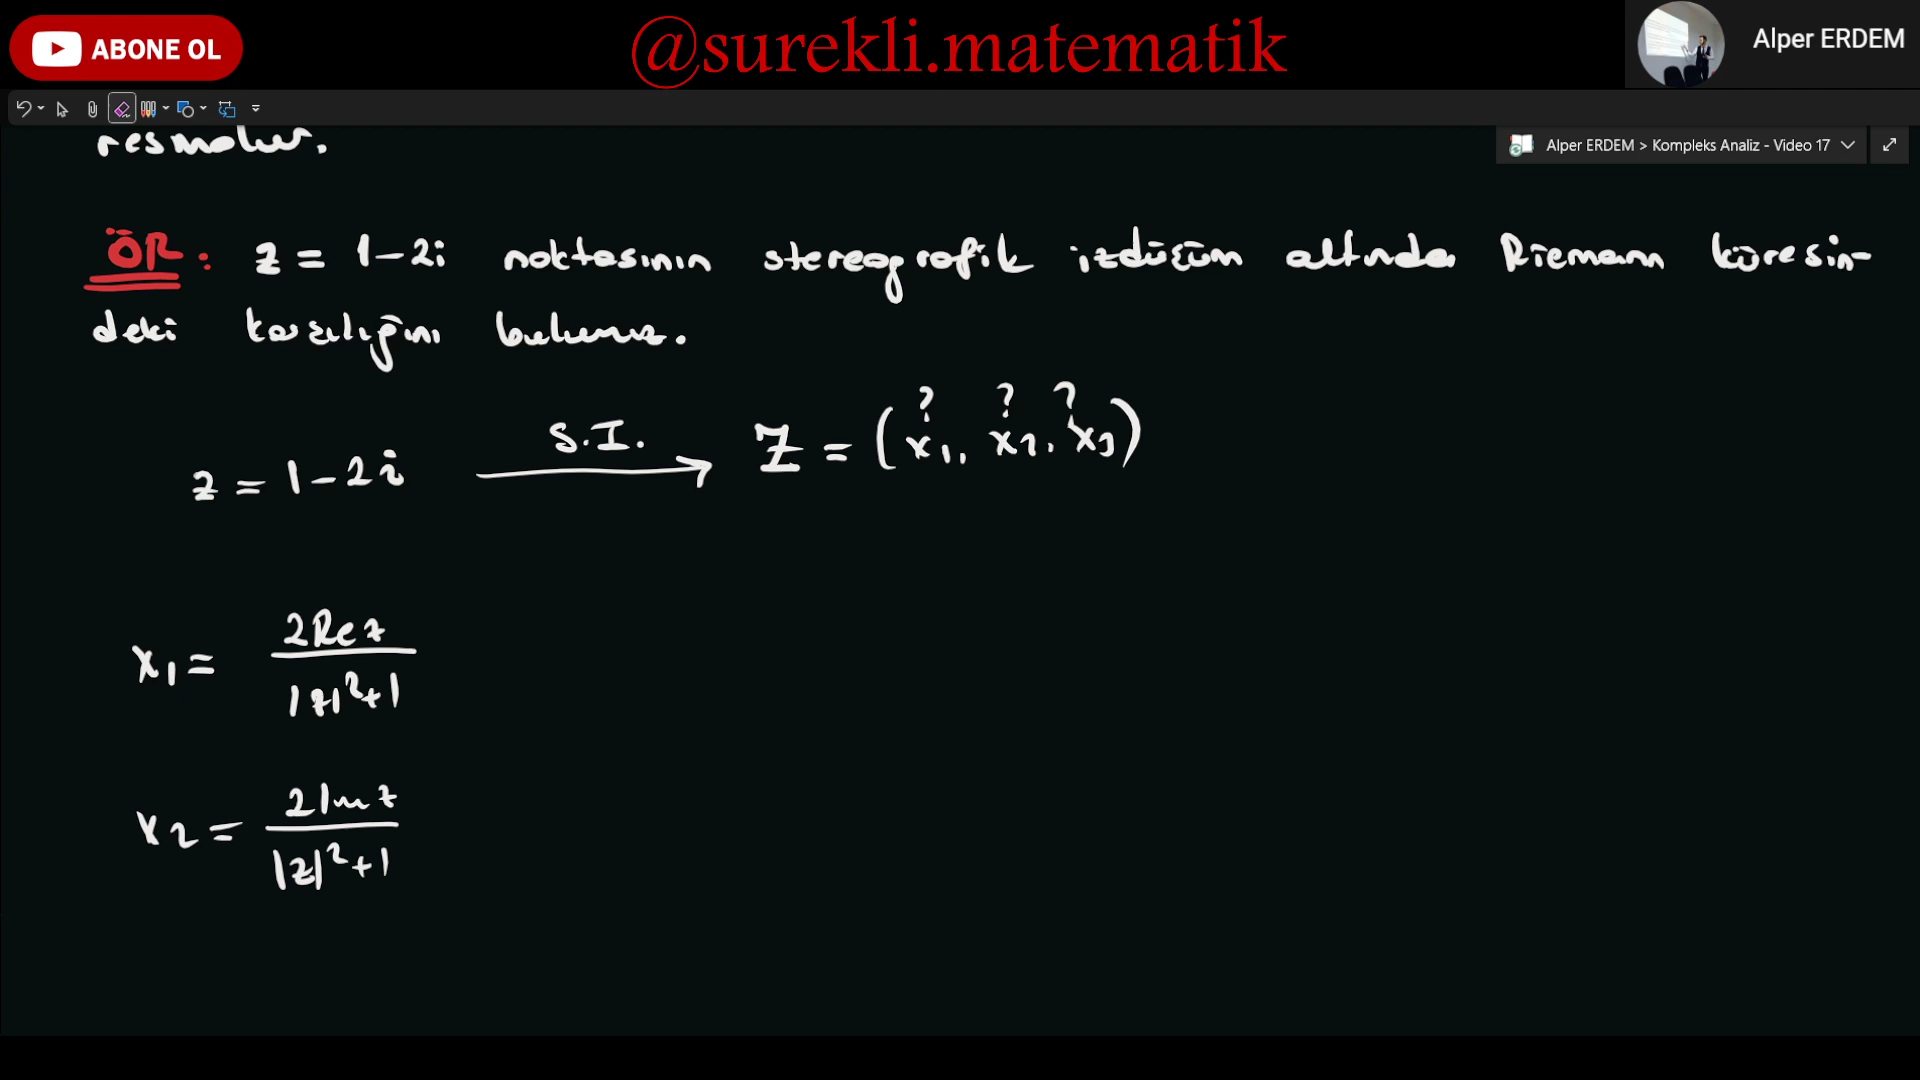 ABONE OL
@surekli.matematik
Alper ERDEM
resmolur.
Alper ERDEM > Kompleks Analiz - Video 17
ÖR: z = 1-2i noktasının stereografik izdüşüm altında Riemann küresin-
deki karşılığını bulunuz.
z = 1-2i S.I. Z = (x₁, x₂, x₃)
? ? ?
x₁ = 2Re z / |z|²+1
x₂ = 2Im z / |z|²+1